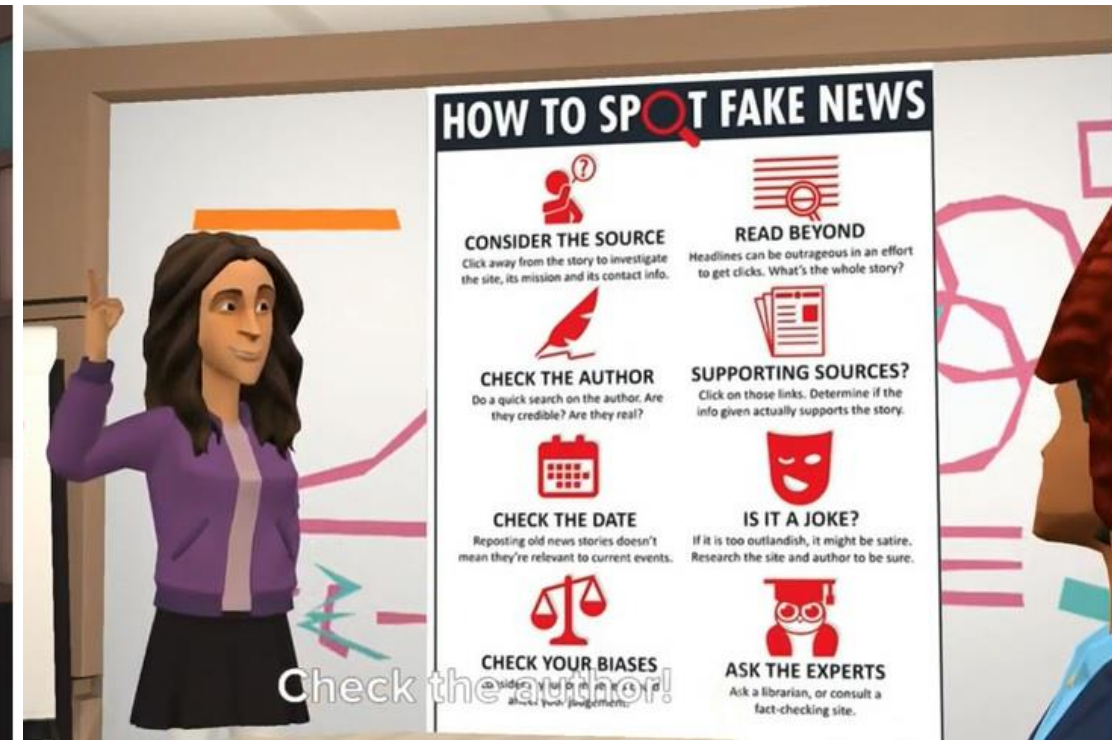 HOW TO SPOT FAKE NEWS
CONSIDER THE SOURCE
Click away from the story to investigate
the site, its mission and its contact info.
READ BEYOND
Headlines can be outrageous in an effort
to get clicks. What's the whole story?
CHECK THE AUTHOR
Do a quick search on the author. Are
they credible? Are they real?
SUPPORTING SOURCES?
Click on those links. Determine if the
info given actually supports the story.
CHECK THE DATE
Reposting old news stories doesn't
mean they're relevant to current events.
IS IT A JOKE?
If it is too outlandish, it might be satire.
Research the site and author to be sure.
CHECK YOUR BIASES
judgement.
ASK THE EXPERTS
Ask a librarian, or consult a
fact-checking site.
Check the author!